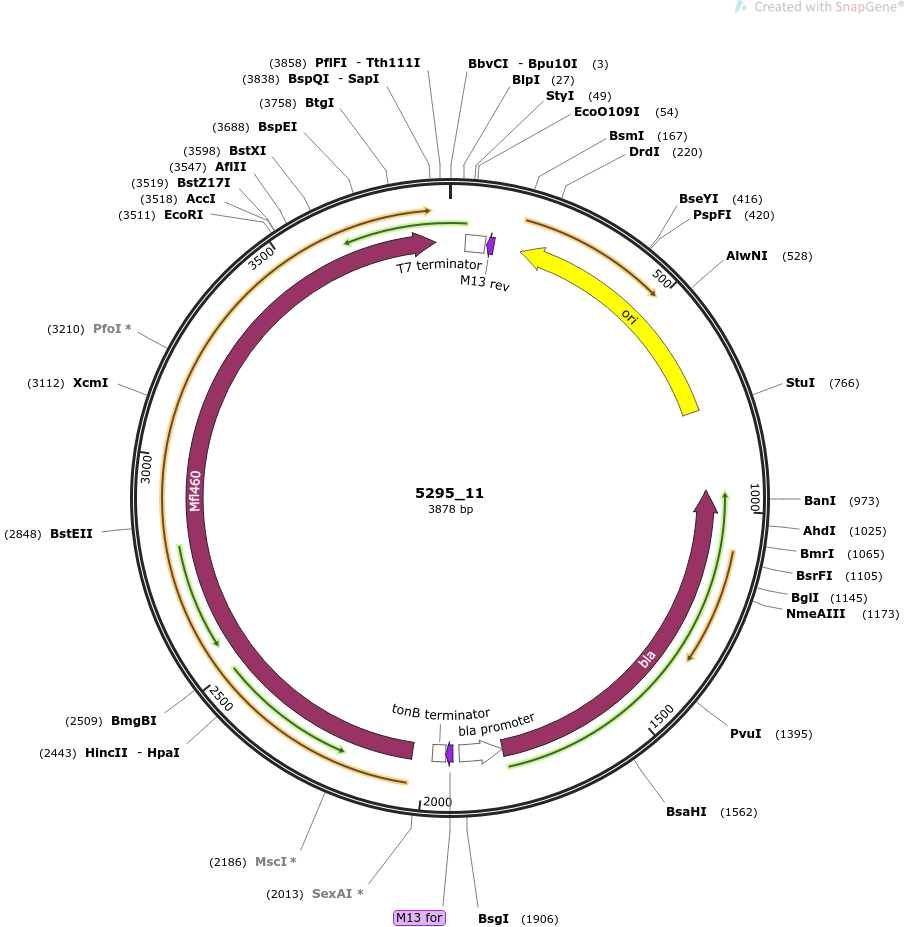 Created with SnapGene®
(3858) PflFI - Tth111I
(3838) BspQI - SapI
(3758) BtgI
(3688) BspEI
(3598) BstXI
(3547) AflII
(3519) BstZ17I
(3518) AccI
(3511) EcoRI
(3210) PfoI *
(3112) XcmI
(2848) BstEII
(2509) BmgBI
(2443) HincII - HpaI
(2186) MscI *
(2013) SexAI *
M13 for
BbvCI - Bpu10I (3)
BlpI (27)
StyI (49)
EcoO109I (54)
BsmI (167)
DrdI (220)
BseYI (416)
PspFI (420)
AlwNI (528)
StuI (766)
BanI (973)
AhdI (1025)
BmrI (1065)
BsrFI (1105)
BglI (1145)
NmeAIII (1173)
PvuI (1395)
BsaHI (1562)
BsgI (1906)
500
1000
1500
2000
2500
3000
3500
T7 terminator
M13 rev
ori
bla
bla promoter
tonB terminator
Mfl460
5295_11
3878 bp